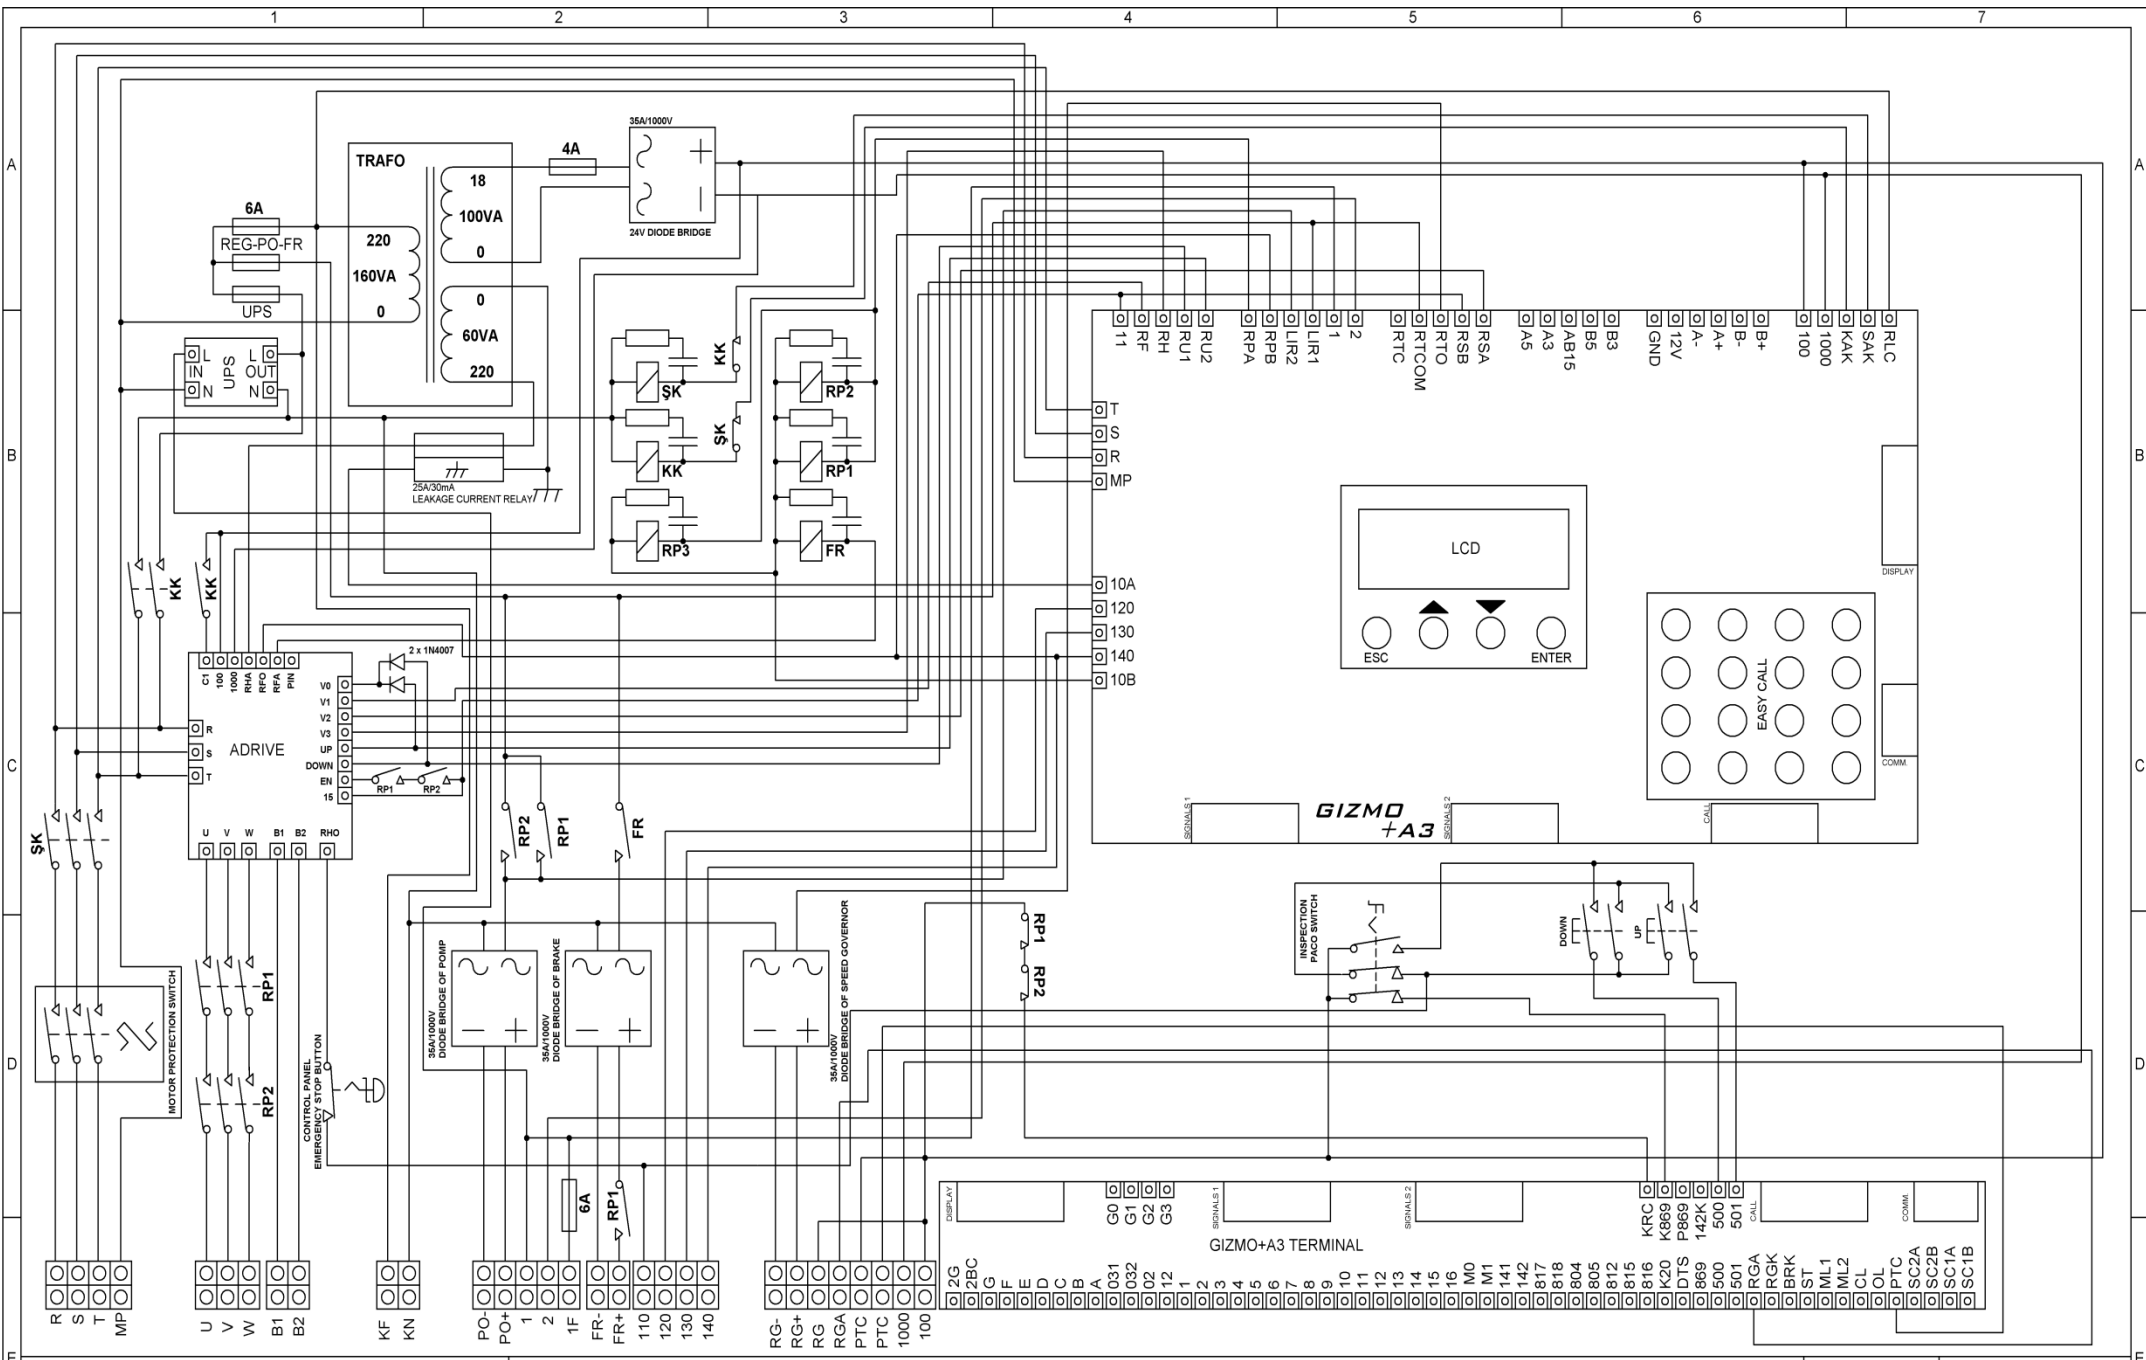 1 2 3 4 5 6 7
A
A
B
B
C
C
D
D
E
E
TRAFO
18
100VA
0
220
160VA
0
0
60VA
220
4A
35A/1000V
24V DIODE BRIDGE
6A
REG-PO-FR
UPS
L L
IN UPS OUT
N N
25A/30mA
LEAKAGE CURRENT RELAY
ŞK
KK
RP3
KK
ŞK
RP2
RP1
FR
KK
KK
C1 100 1000 RHA RFO RFA PIN
2 x 1N4007
V0
V1
V2
V3
UP
DOWN
EN
15
R
S
T
ADRIVE
U V W B1 B2 RHO
RP1 RP2
ŞK
RP2
RP1
FR
11 RF RH RU1 RU2 RPA RPB LIR2 LIR1 1 2 RTC RTCOM RTO RSB RSA A5 A3 AB15 B5 B3 GND 12V A- A+ B- B+ 100 1000 KAK SAK RLC
T
S
R
MP
10A
120
130
140
10B
LCD
ESC
ENTER
DISPLAY
EASY CALL
COMM.
SIGNALS 1
GIZMO
+A3
SIGNALS 2
CALL
MOTOR PROTECTION SWITCH
RP1
RP2
CONTROL PANEL
EMERGENCY STOP BUTTON
35A/1000V
DIODE BRIDGE OF POMP
35A/1000V
DIODE BRIDGE OF BRAKE
35A/1000V
DIODE BRIDGE OF SPEED GOVERNOR
RP1
RP2
INSPECTION
PACO SWITCH
DOWN
UP
6A
RP1
R S T MP U V W B1 B2 KF KN PO- PO+ 1 2 1F FR- FR+ 110 120 130 140 RG- RG+ RG RGA PTC PTC 1000 100
DISPLAY
G0 G1 G2 G3
SIGNALS 1
SIGNALS 2
KRC K869 P869 142K 500 501
CALL
COMM.
GIZMO+A3 TERMINAL
2G 2BC G F E D C B A 031 032 02 12 1 2 3 4 5 6 7 8 9 10 11 12 13 14 15 16 M0 M1 141 142 817 818 804 805 812 815 816 K20 DTS 869 500 501 RGA RGK BRK ST ML1 ML2 CL OL PTC SC2A SC2B SC1A SC1B